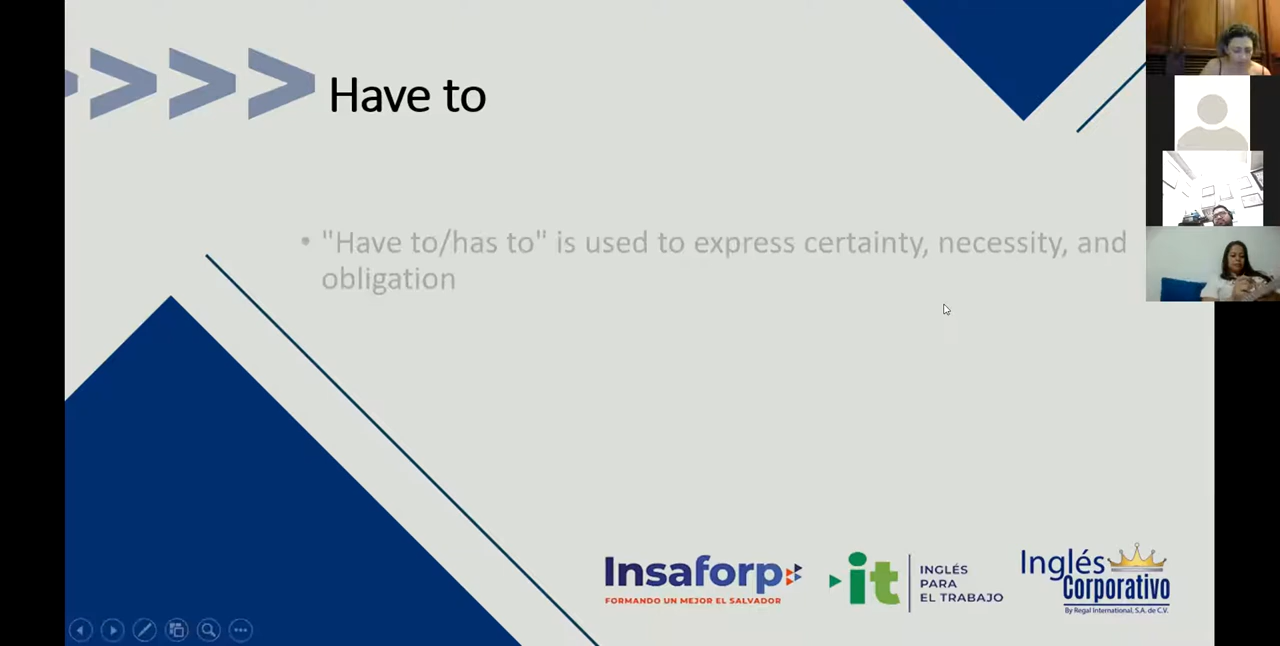 Have to
• "Have to/has to" is used to express certainty, necessity, and
obligation
Insaforp
FORMANDO UN MEJOR EL SALVADOR
it
INGLÉS
PARA
EL TRABAJO
Inglés
Corporativo
By Regal International, S.A. de C.V.